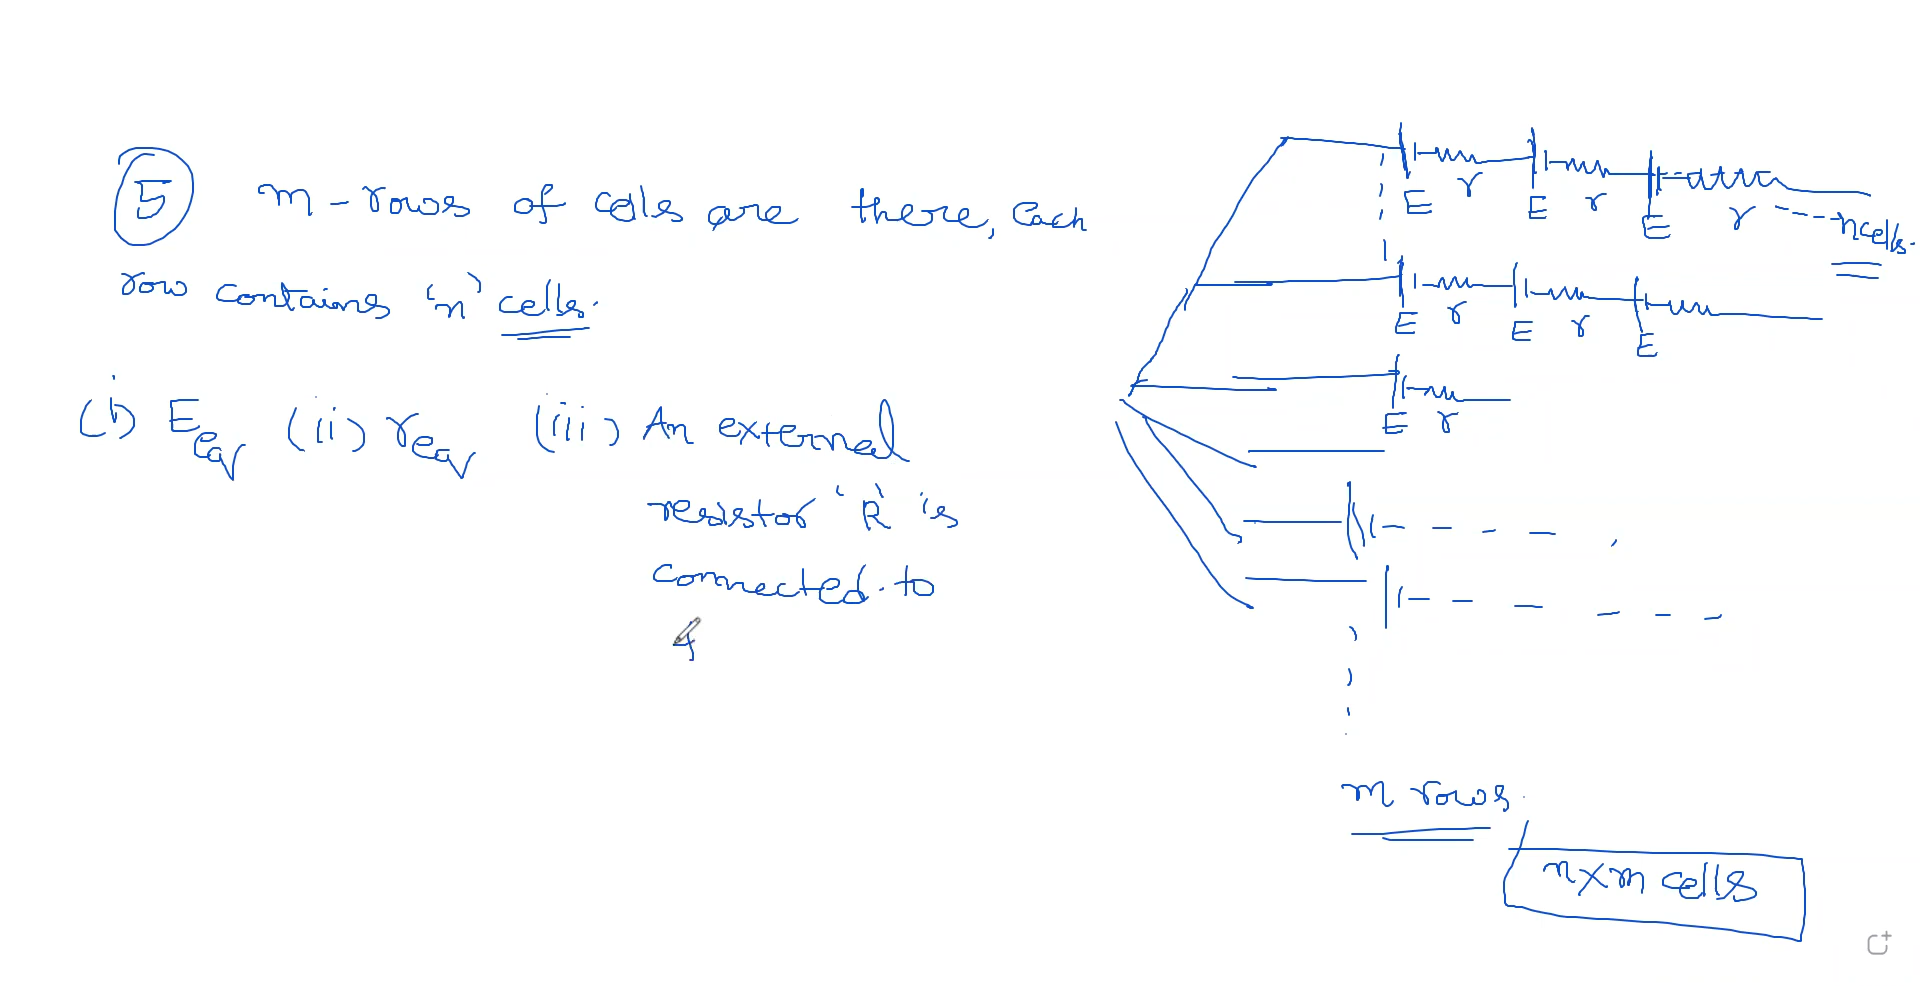 5 m-rows of cells are there, Each
row contains 'n' cells.
(i) Eeq (ii) req (iii) An external
resistor 'R' is
connected to
E r E r E r ---- n cells.
E r E r E
E r
m rows.
n×m cells